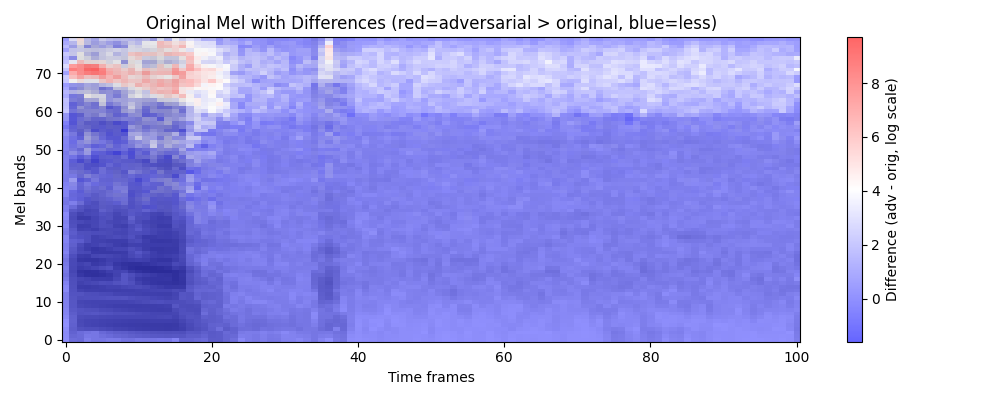 Original Mel with Differences (red=adversarial > original, blue=less)
70
60
50
40
30
20
10
0
Mel bands
0 20 40 60 80 100
Time frames
8
6
4
2
0
Difference (adv - orig, log scale)